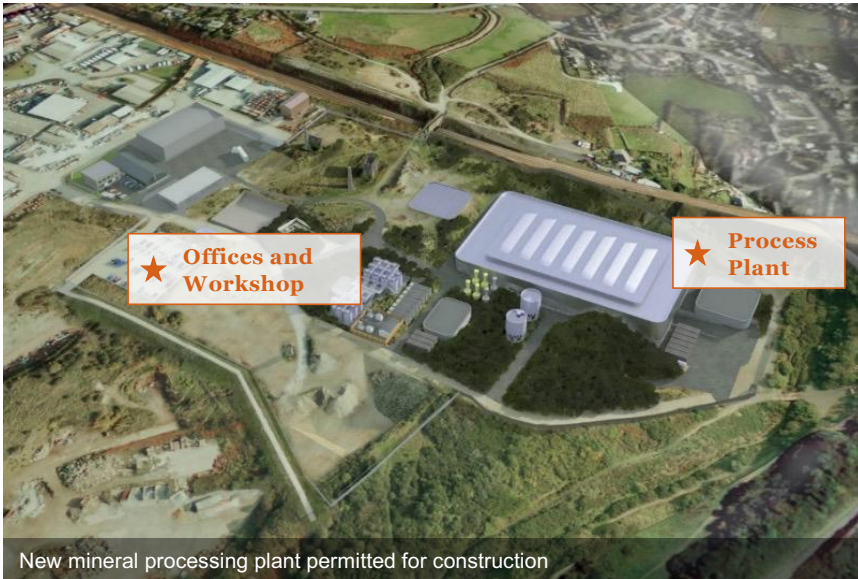 Offices and
Workshop
Process
Plant
New mineral processing plant permitted for construction